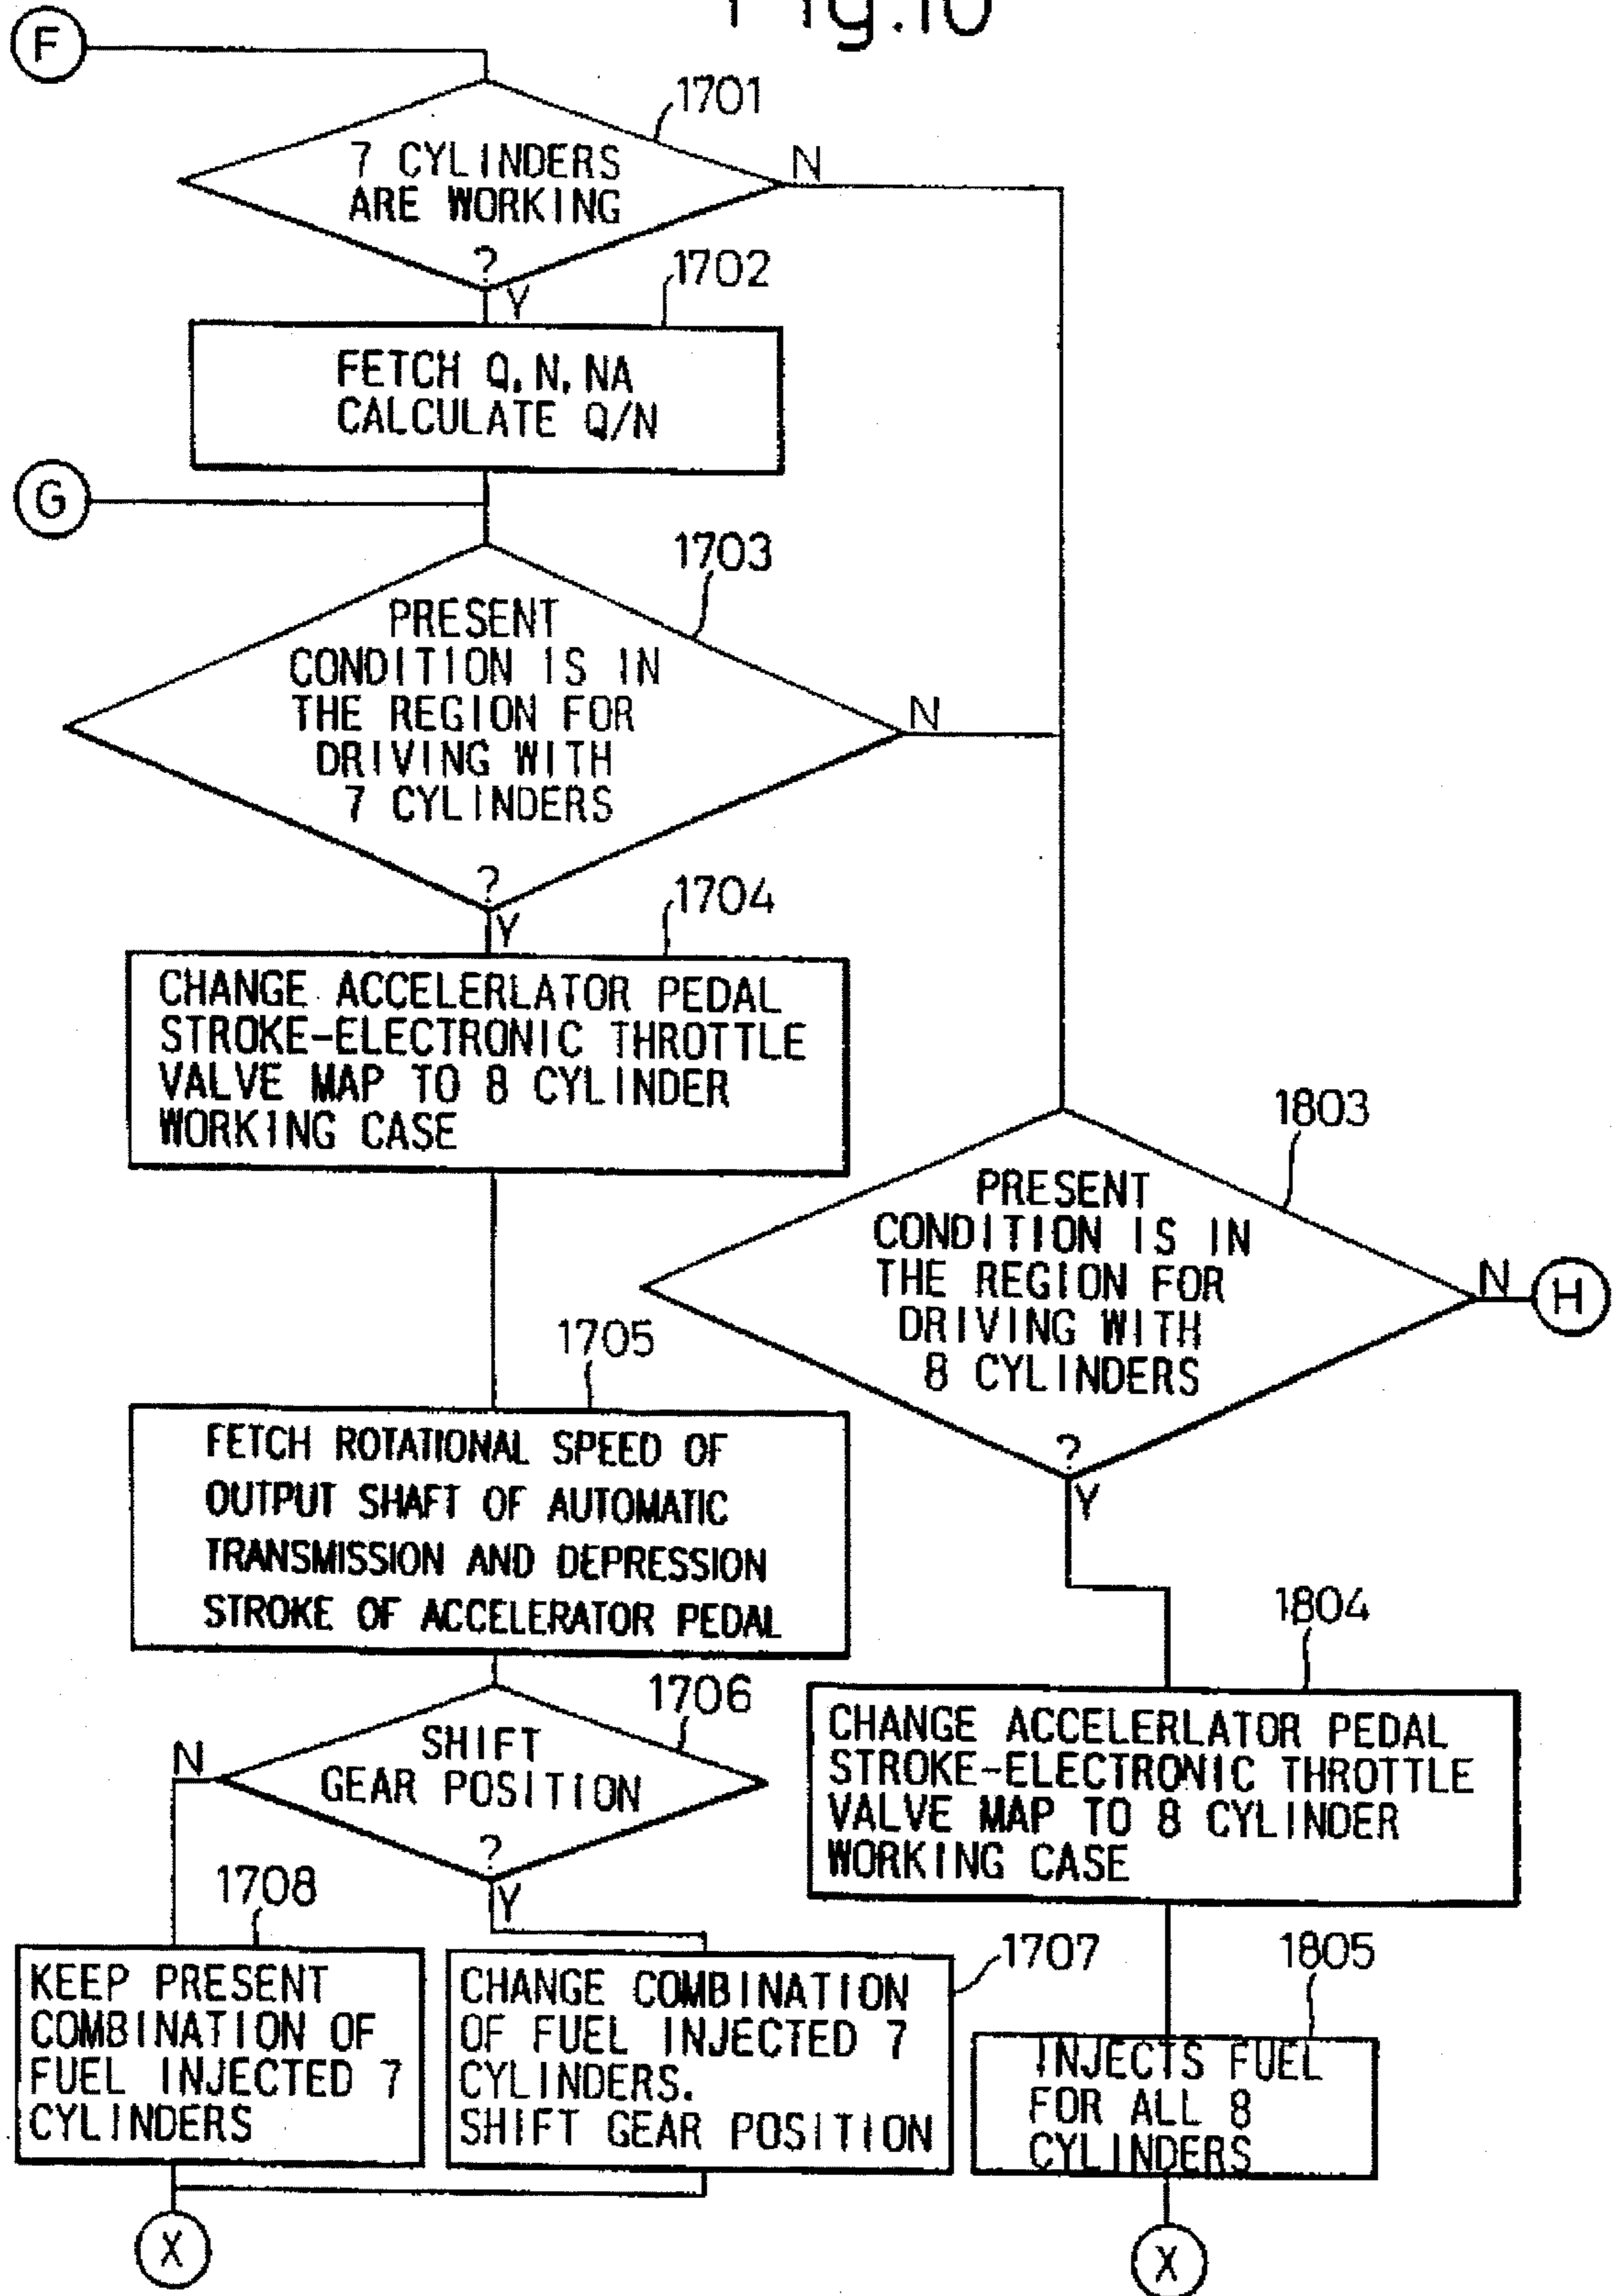 Fig.10
F
1701
7 CYLINDERS
ARE WORKING
?
N
Y
1702
FETCH Q, N, NA
CALCULATE Q/N
G
1703
PRESENT
CONDITION IS IN
THE REGION FOR
DRIVING WITH
7 CYLINDERS
?
N
Y
1704
CHANGE ACCELERLATOR PEDAL
STROKE-ELECTRONIC THROTTLE
VALVE MAP TO 8 CYLINDER
WORKING CASE
1803
PRESENT
CONDITION IS IN
THE REGION FOR
DRIVING WITH
8 CYLINDERS
?
N
H
Y
1705
FETCH ROTATIONAL SPEED OF
OUTPUT SHAFT OF AUTOMATIC
TRANSMISSION AND DEPRESSION
STROKE OF ACCELERATOR PEDAL
1706
SHIFT
GEAR POSITION
?
N
Y
1804
CHANGE ACCELERLATOR PEDAL
STROKE-ELECTRONIC THROTTLE
VALVE MAP TO 8 CYLINDER
WORKING CASE
1708
KEEP PRESENT
COMBINATION OF
FUEL INJECTED 7
CYLINDERS
1707
CHANGE COMBINATION
OF FUEL INJECTED 7
CYLINDERS.
SHIFT GEAR POSITION
1805
INJECTS FUEL
FOR ALL 8
CYLINDERS
X
X